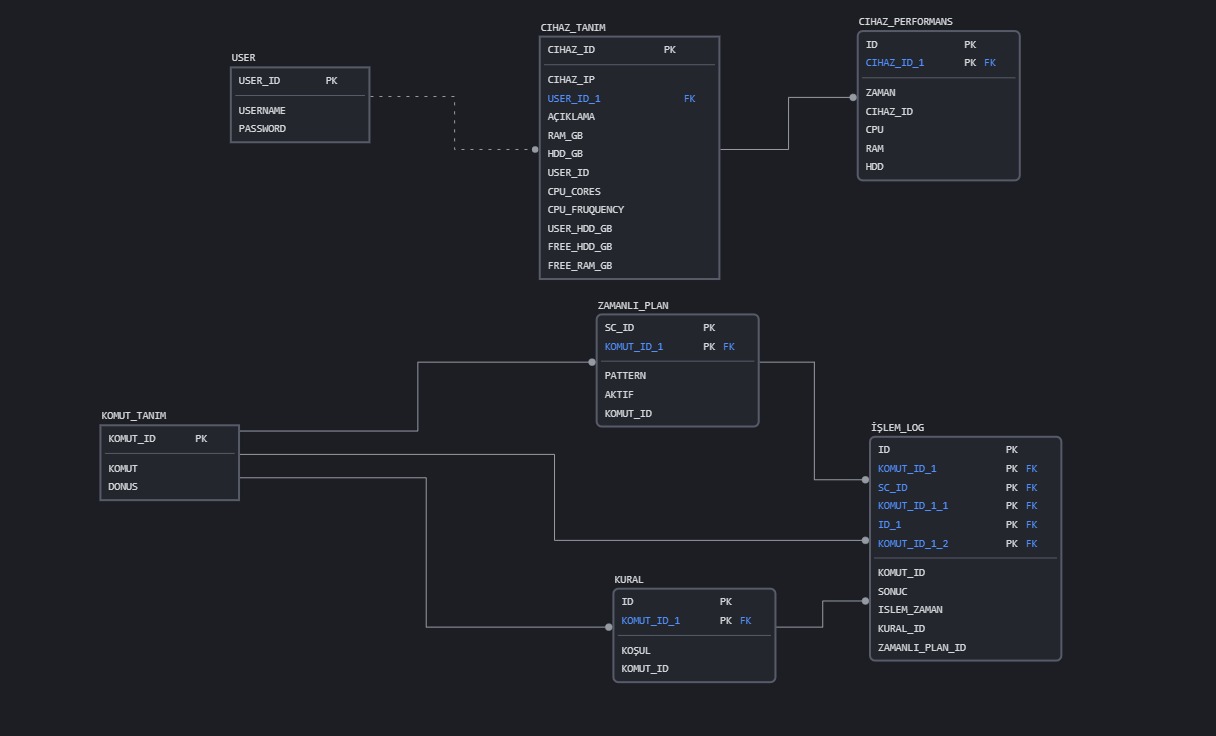 USER
USER_ID PK
USERNAME
PASSWORD
CIHAZ_TANIM
CIHAZ_ID PK
CIHAZ_IP
USER_ID_1 FK
AÇIKLAMA
RAM_GB
HDD_GB
USER_ID
CPU_CORES
CPU_FRUQUENCY
USER_HDD_GB
FREE_HDD_GB
FREE_RAM_GB
CIHAZ_PERFORMANS
ID PK
CIHAZ_ID_1 PK FK
ZAMAN
CIHAZ_ID
CPU
RAM
HDD
ZAMANLI_PLAN
SC_ID PK
KOMUT_ID_1 PK FK
PATTERN
AKTIF
KOMUT_ID
KOMUT_TANIM
KOMUT_ID PK
KOMUT
DONUS
İŞLEM_LOG
ID PK
KOMUT_ID_1 PK FK
SC_ID PK FK
KOMUT_ID_1_1 PK FK
ID_1 PK FK
KOMUT_ID_1_2 PK FK
KOMUT_ID
SONUC
ISLEM_ZAMAN
KURAL_ID
ZAMANLI_PLAN_ID
KURAL
ID PK
KOMUT_ID_1 PK FK
KOŞUL
KOMUT_ID